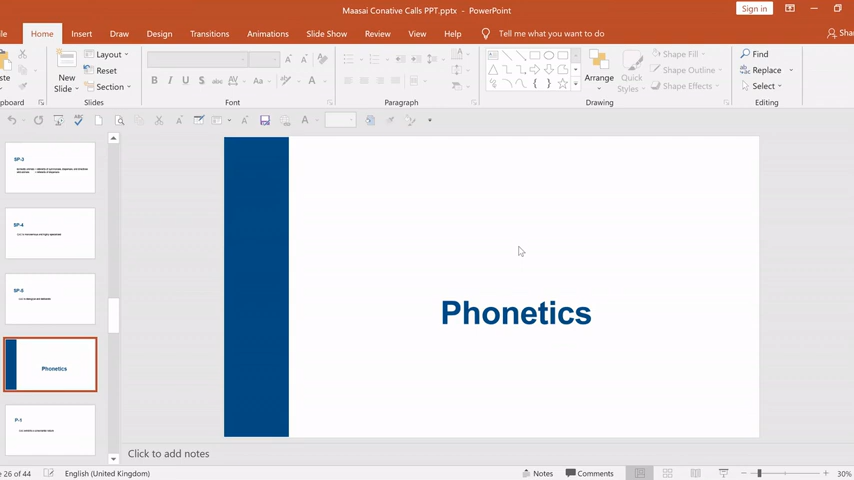 Maasai Conative Calls PPT.pptx - PowerPoint
Sign in
Home Insert Draw Design Transitions Animations Slide Show Review View Help Tell me what you want to do
Layout
Reset
Section
New
Slide
Slides
Font
Paragraph
Arrange
Quick
Styles
Shape Fill
Shape Outline
Shape Effects
Drawing
Find
Replace
Select
Editing
SP-3
SP-4
SP-5
Phonetics
P-1
Phonetics
Click to add notes
26 of 44
English (United Kingdom)
Notes
Comments
30%